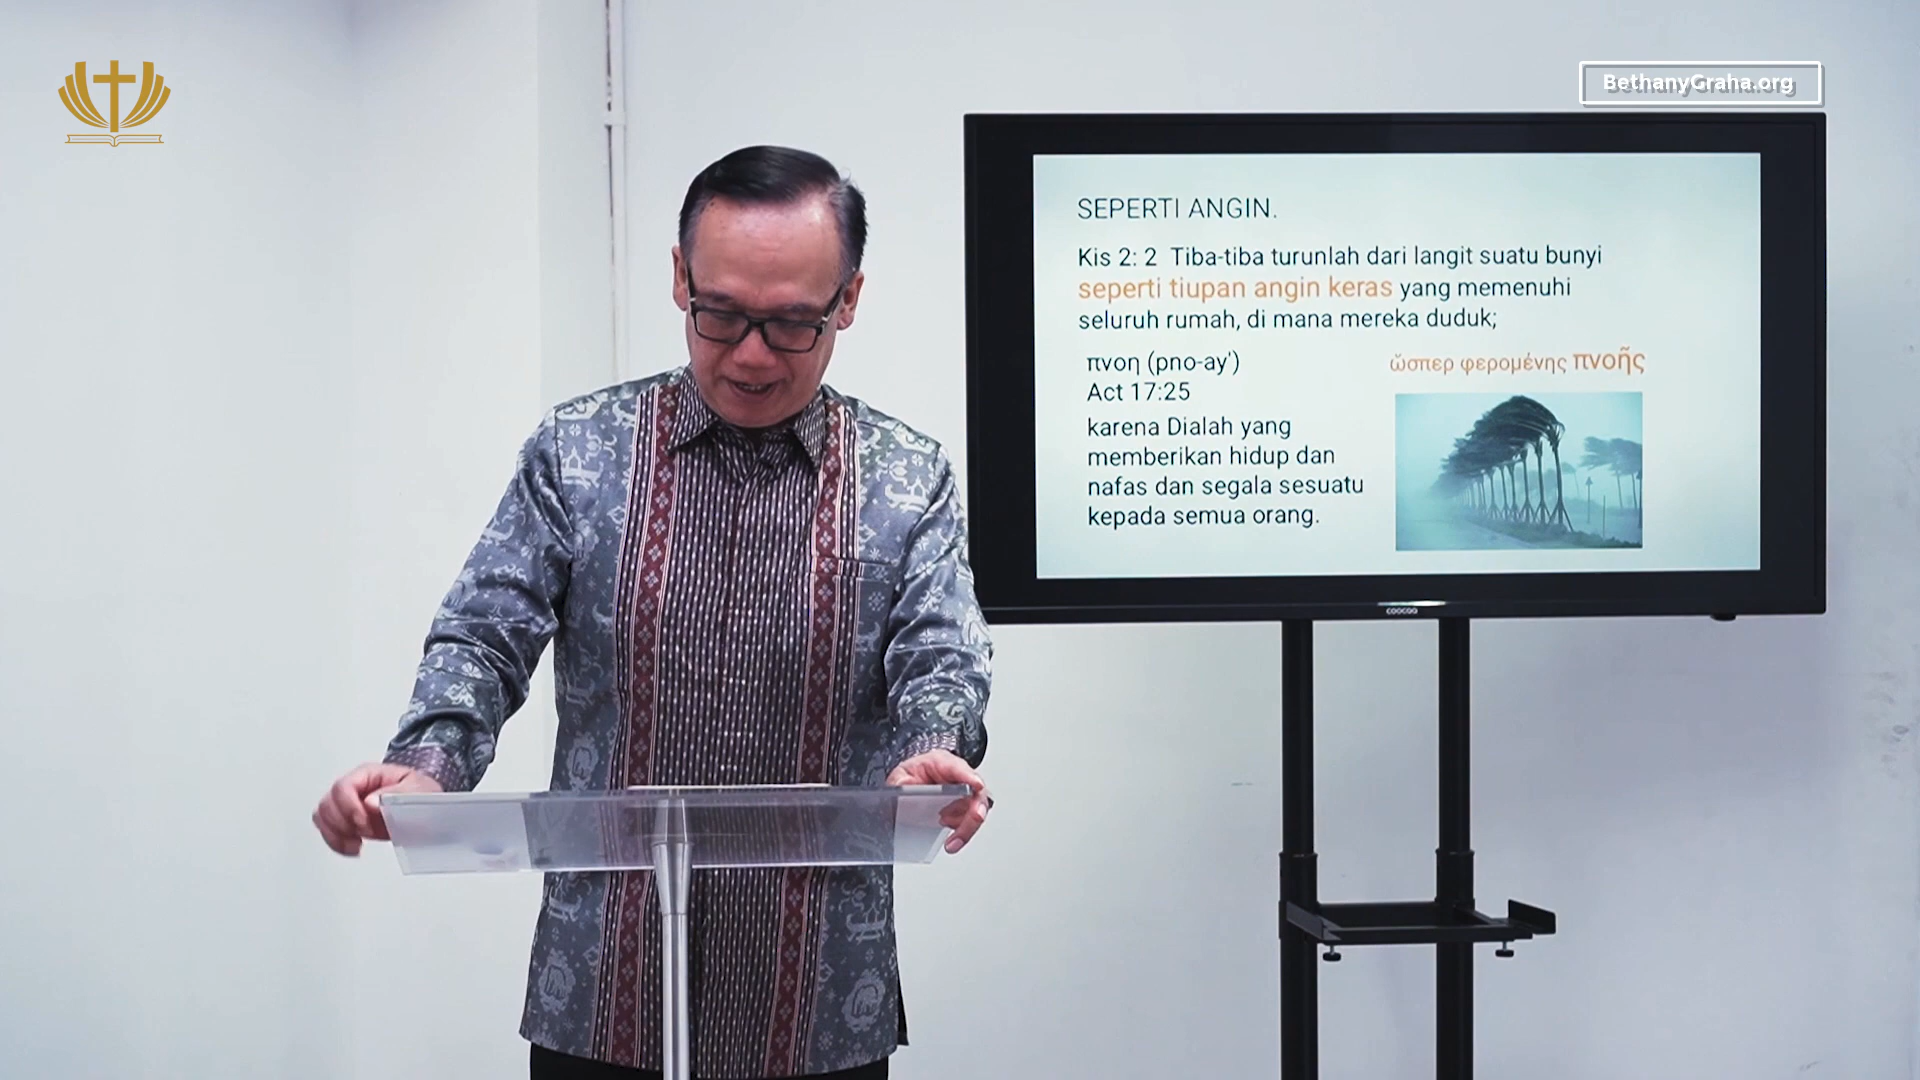 BethanyGraha.org
SEPERTI ANGIN.
Kis 2: 2 Tiba-tiba turunlah dari langit suatu bunyi
seperti tiupan angin keras yang memenuhi
seluruh rumah, di mana mereka duduk;
πνοη (pno-ay')
Act 17:25
karena Dialah yang
memberikan hidup dan
nafas dan segala sesuatu
kepada semua orang.
ὥσπερ φερομένης πνοῆς
coocaa